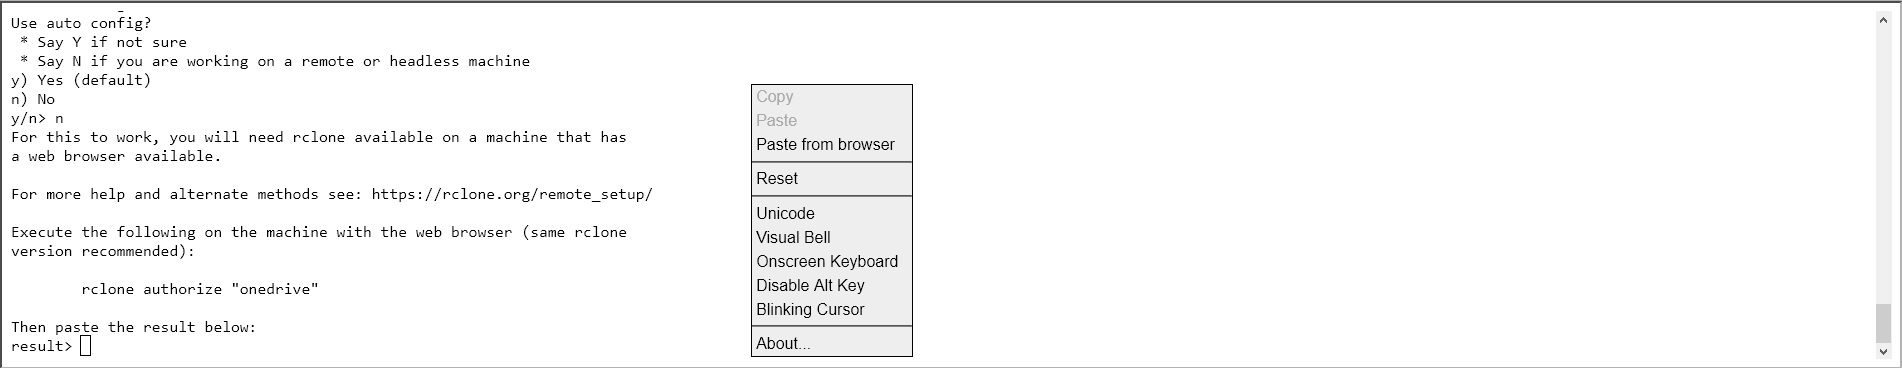 Use auto config?
 * Say Y if not sure
 * Say N if you are working on a remote or headless machine
y) Yes (default)
n) No
y/n> n
For this to work, you will need rclone available on a machine that has
a web browser available.

For more help and alternate methods see: https://rclone.org/remote_setup/

Execute the following on the machine with the web browser (same rclone
version recommended):

        rclone authorize "onedrive"

Then paste the result below:
result>
Copy
Paste
Paste from browser
Reset
Unicode
Visual Bell
Onscreen Keyboard
Disable Alt Key
Blinking Cursor
About...